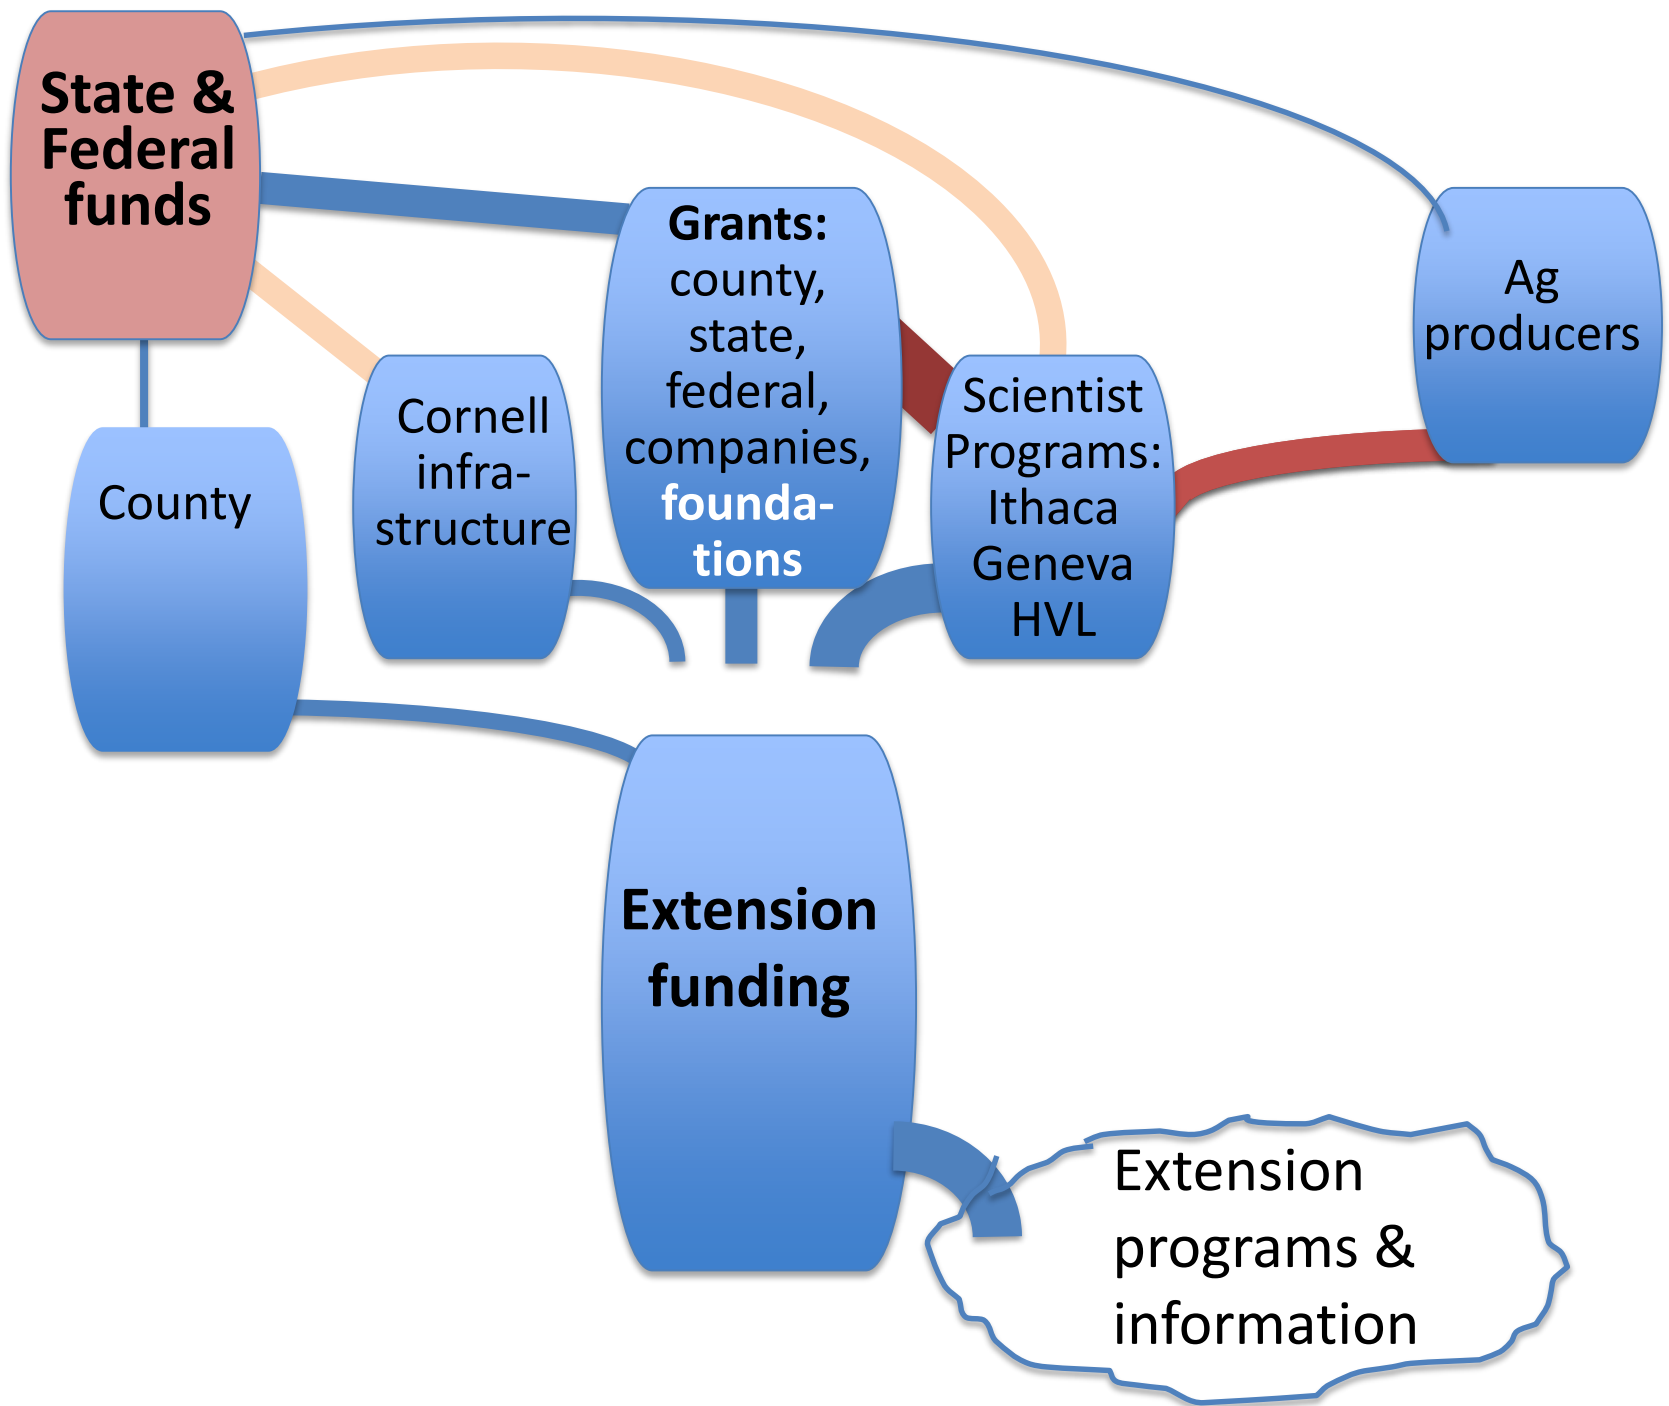 State &
Federal
funds
Grants:
county,
state,
federal,
companies,
founda-
tions
Ag
producers
Scientist
Programs:
Ithaca
Geneva
HVL
Cornell
infra-
structure
County
Extension
funding
Extension
programs &
information